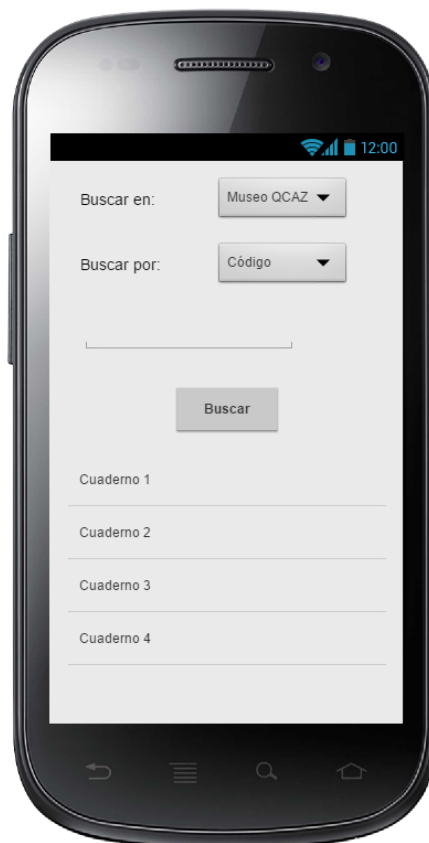 12:00
Buscar en: Museo QCAZ
Buscar por: Código
Buscar
Cuaderno 1
Cuaderno 2
Cuaderno 3
Cuaderno 4